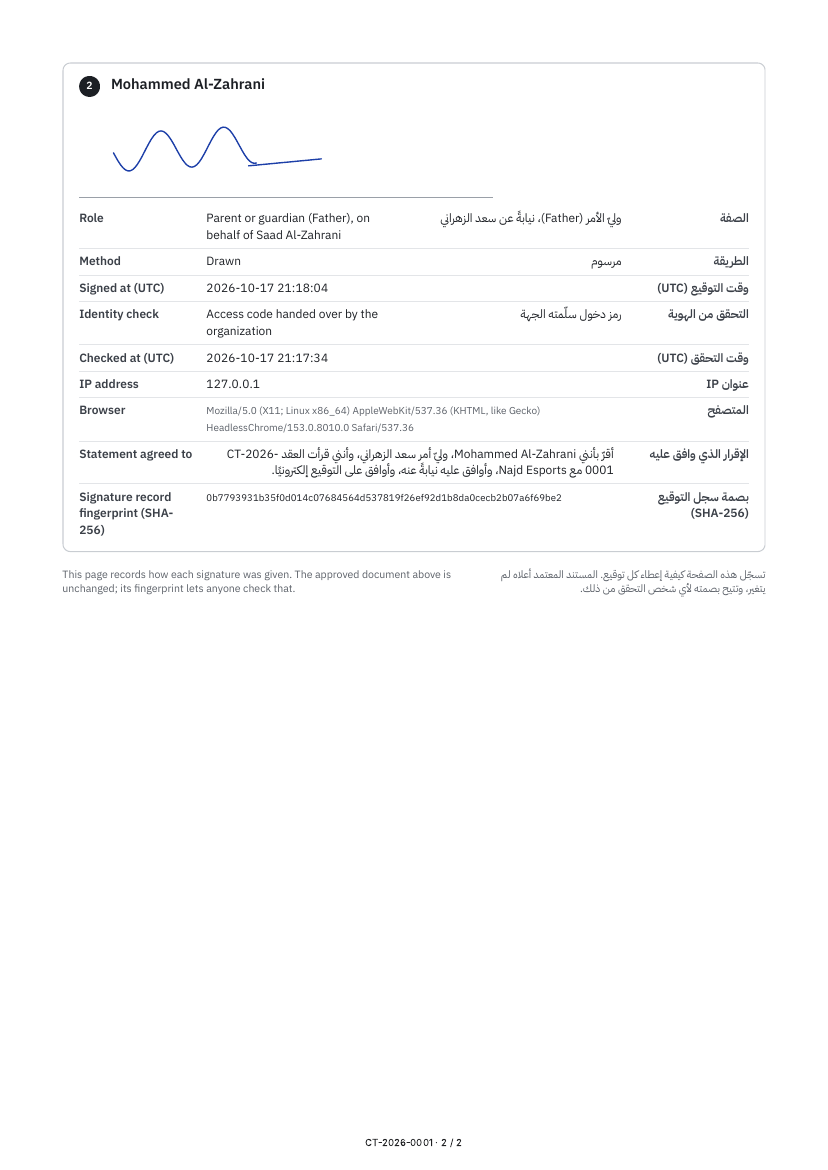 2 Mohammed Al-Zahrani
Role Parent or guardian (Father), on وليّ الأمر (Father)، نيابةً عن سعد الزهراني الصفة
behalf of Saad Al-Zahrani
Method Drawn مرسوم الطريقة
Signed at (UTC) 2026-10-17 21:18:04 وقت التوقيع (UTC)
Identity check Access code handed over by the رمز دخول سلّمته الجهة التحقق من الهوية
organization
Checked at (UTC) 2026-10-17 21:17:34 وقت التحقق (UTC)
IP address 127.0.0.1 عنوان IP
Browser Mozilla/5.0 (X11; Linux x86_64) AppleWebKit/537.36 (KHTML, like Gecko) المتصفح
HeadlessChrome/153.0.8010.0 Safari/537.36
Statement agreed to أقرّ بأنني Mohammed Al-Zahrani، وليّ أمر سعد الزهراني، وأنني قرأت العقد CT-2026- الإقرار الذي وافق عليه
0001 مع Najd Esports، وأوافق عليه نيابةً عنه، وأوافق على التوقيع إلكترونيًا.
Signature record 0b7793931b35f0d014c07684564d537819f26ef92d1b8da0cecb2b07a6f69be2 بصمة سجل التوقيع
fingerprint (SHA- (SHA-256)
256)
This page records how each signature was given. The approved document above is تسجّل هذه الصفحة كيفية إعطاء كل توقيع. المستند المعتمد أعلاه لم
unchanged; its fingerprint lets anyone check that. يتغير، وتتيح بصمته لأي شخص التحقق من ذلك.
CT-2026-0001 · 2 / 2